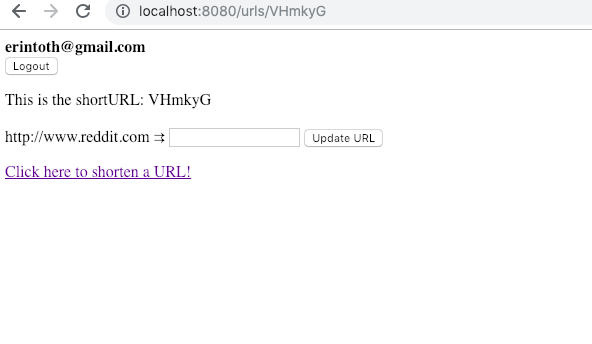 localhost:8080/urls/VHmkyG
erintoth@gmail.com
Logout
This is the shortURL: VHmkyG
http://www.reddit.com ⇉ Update URL
Click here to shorten a URL!